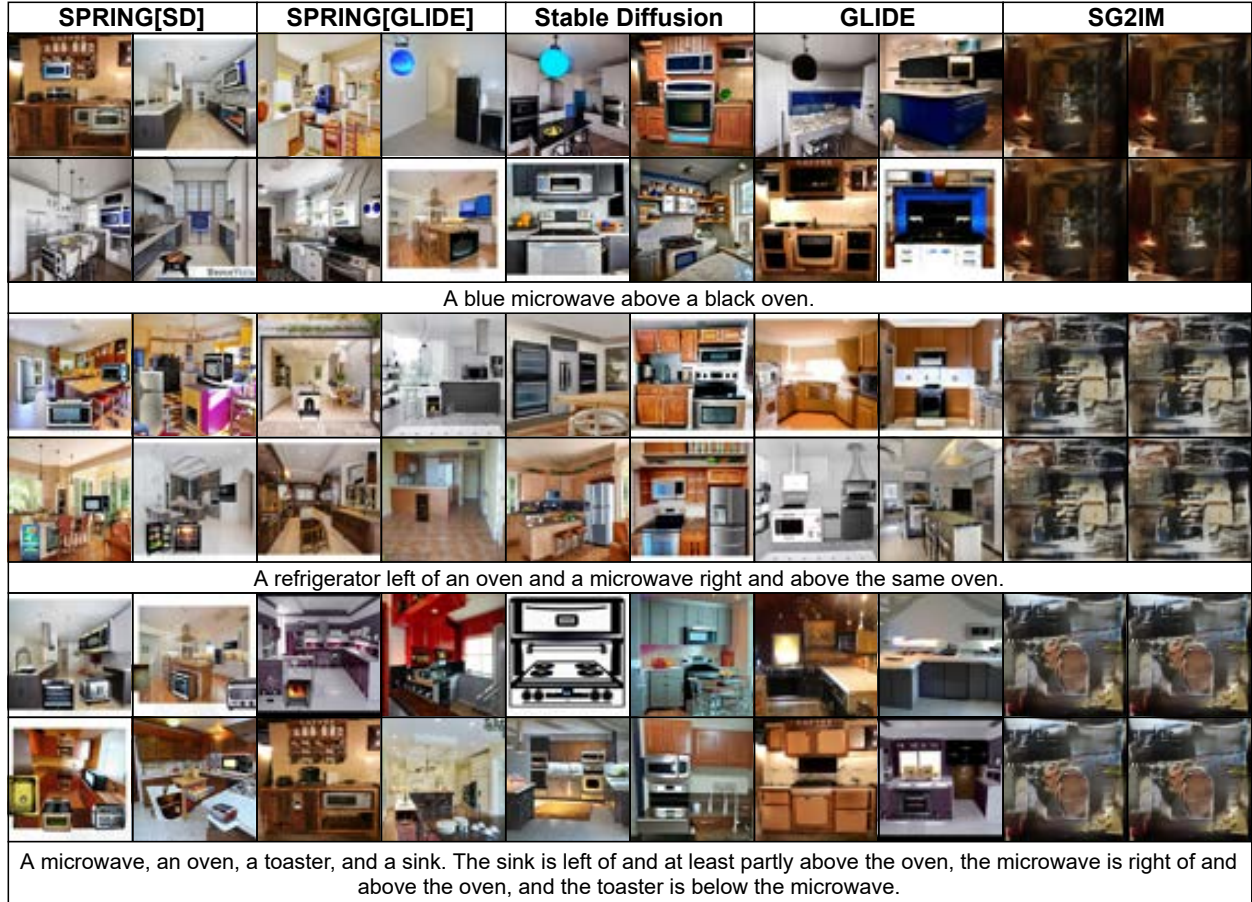 SPRING[SD] SPRING[GLIDE] Stable Diffusion GLIDE SG2IM
A blue microwave above a black oven.
A refrigerator left of an oven and a microwave right and above the same oven.
A microwave, an oven, a toaster, and a sink. The sink is left of and at least partly above the oven, the microwave is right of and
above the oven, and the toaster is below the microwave.